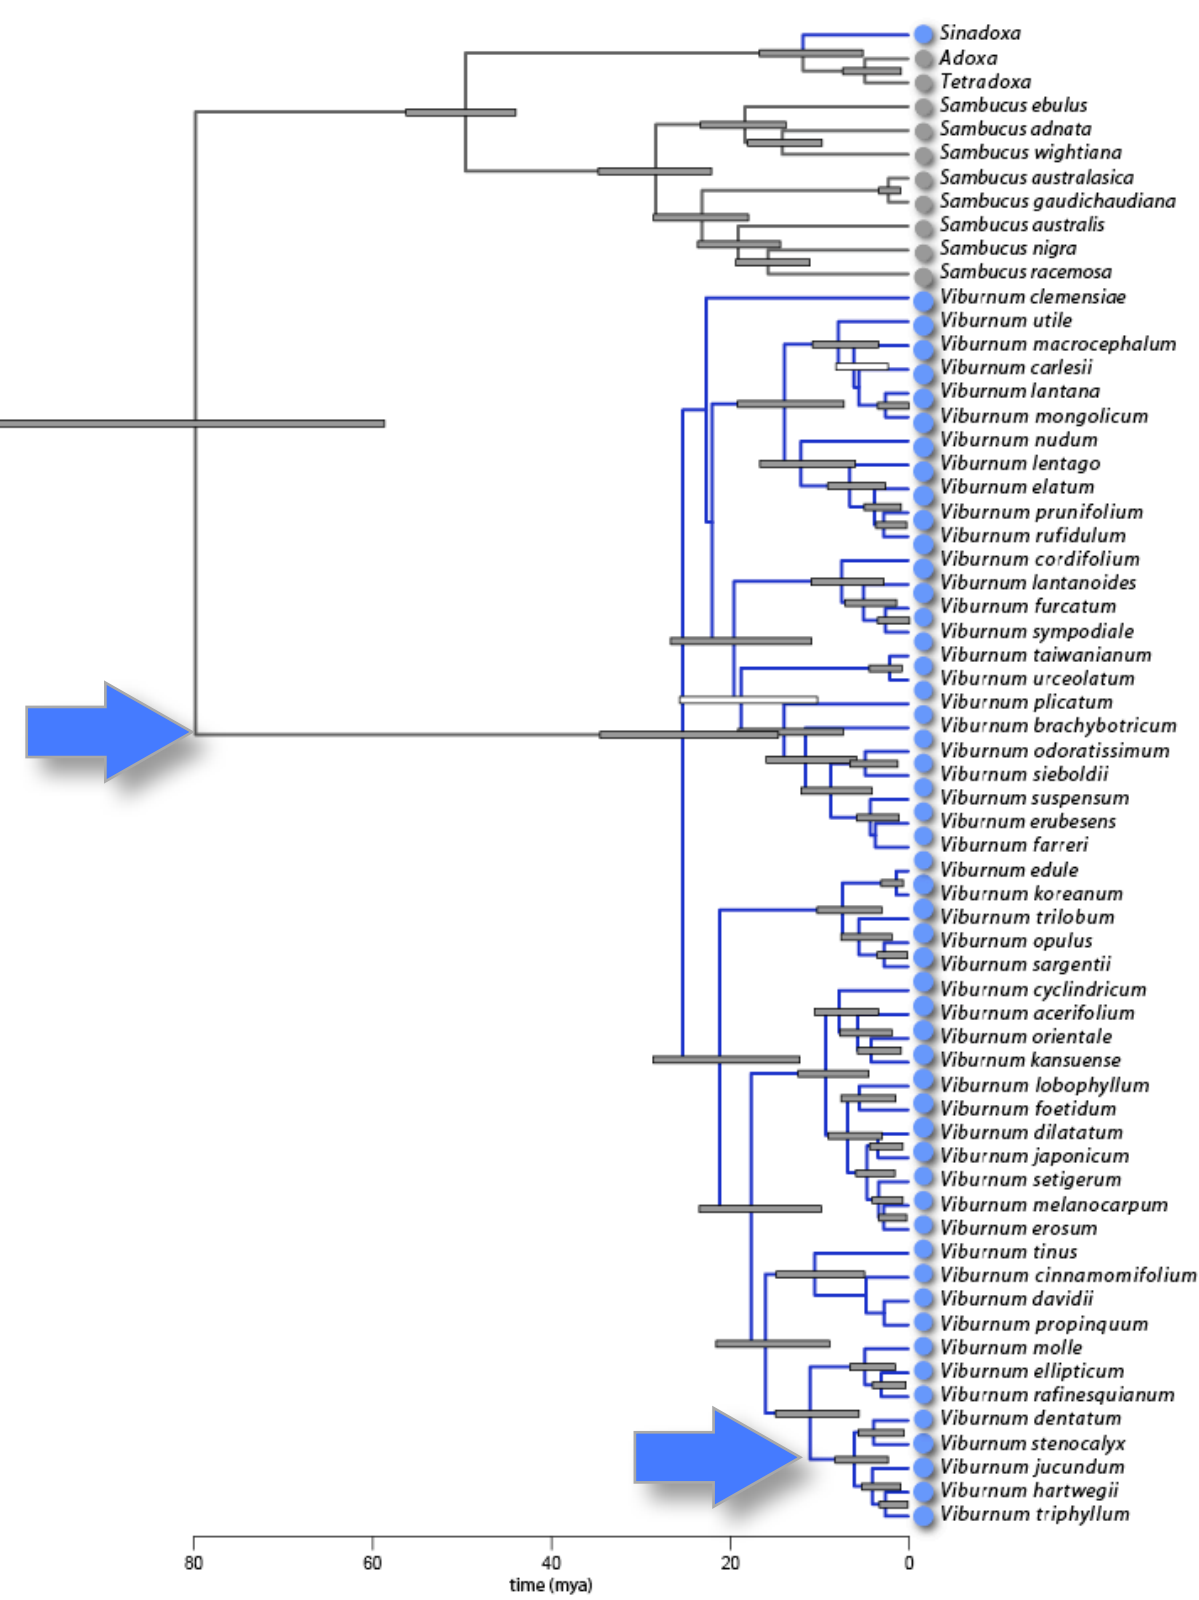 Sinadoxa
Adoxa
Tetradoxa
Sambucus ebulus
Sambucus adnata
Sambucus wightiana
Sambucus australasica
Sambucus gaudichaudiana
Sambucus australis
Sambucus nigra
Sambucus racemosa
Viburnum clemensiae
Viburnum utile
Viburnum macrocephalum
Viburnum carlesii
Viburnum lantana
Viburnum mongolicum
Viburnum nudum
Viburnum lentago
Viburnum elatum
Viburnum prunifolium
Viburnum rufidulum
Viburnum cordifolium
Viburnum lantanoides
Viburnum furcatum
Viburnum sympodiale
Viburnum taiwanianum
Viburnum urceolatum
Viburnum plicatum
Viburnum brachybotricum
Viburnum odoratissimum
Viburnum sieboldii
Viburnum suspensum
Viburnum erubesens
Viburnum farreri
Viburnum edule
Viburnum koreanum
Viburnum trilobum
Viburnum opulus
Viburnum sargentii
Viburnum cyclindricum
Viburnum acerifolium
Viburnum orientale
Viburnum kansuense
Viburnum lobophyllum
Viburnum foetidum
Viburnum dilatatum
Viburnum japonicum
Viburnum setigerum
Viburnum melanocarpum
Viburnum erosum
Viburnum tinus
Viburnum cinnamomifolium
Viburnum davidii
Viburnum propinquum
Viburnum molle
Viburnum ellipticum
Viburnum rafinesquianum
Viburnum dentatum
Viburnum stenocalyx
Viburnum jucundum
Viburnum hartwegii
Viburnum triphyllum
80 60 40 20 0
time (mya)